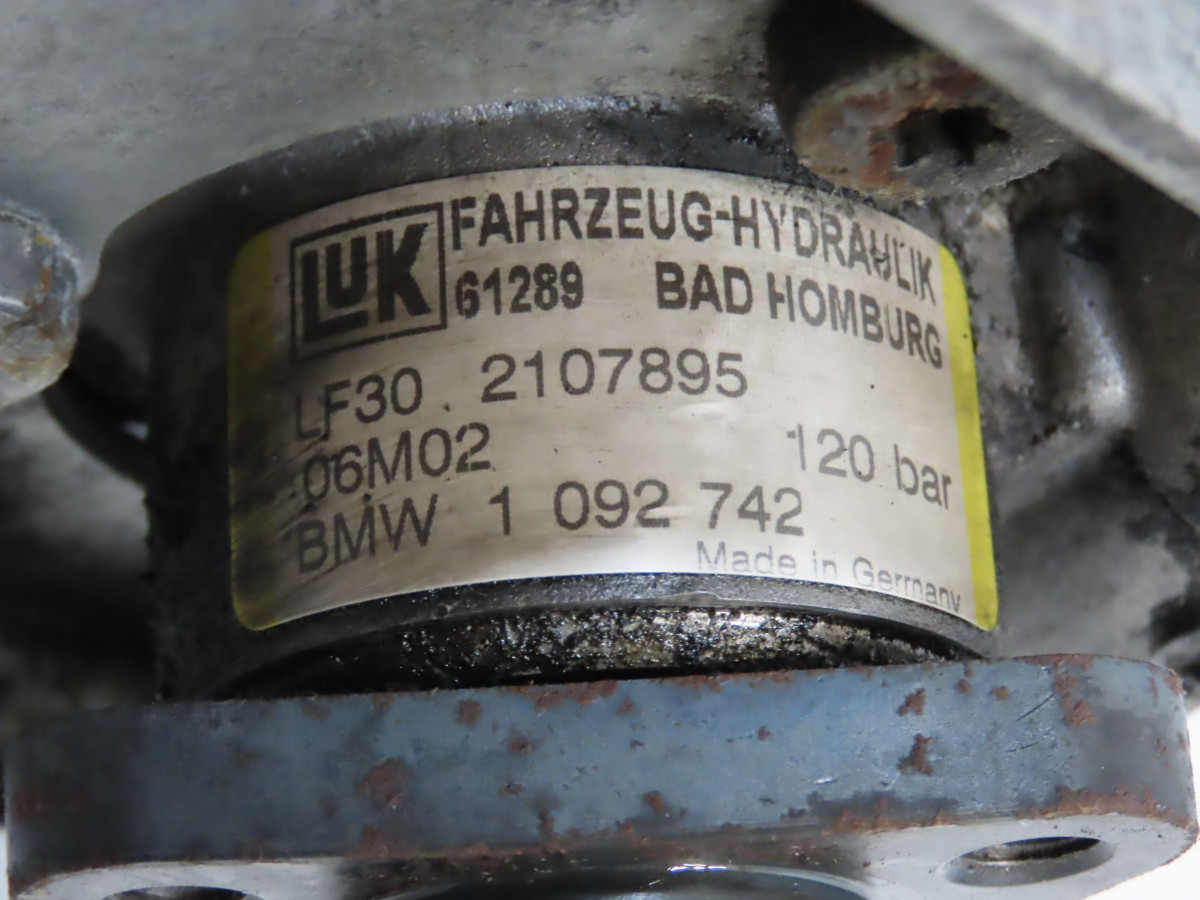 LUK FAHRZEUG-HYDRAULIK
61289 BAD HOMBURG
LF30 2107895
06M02 120 bar
BMW 1 092 742
Made in Germany